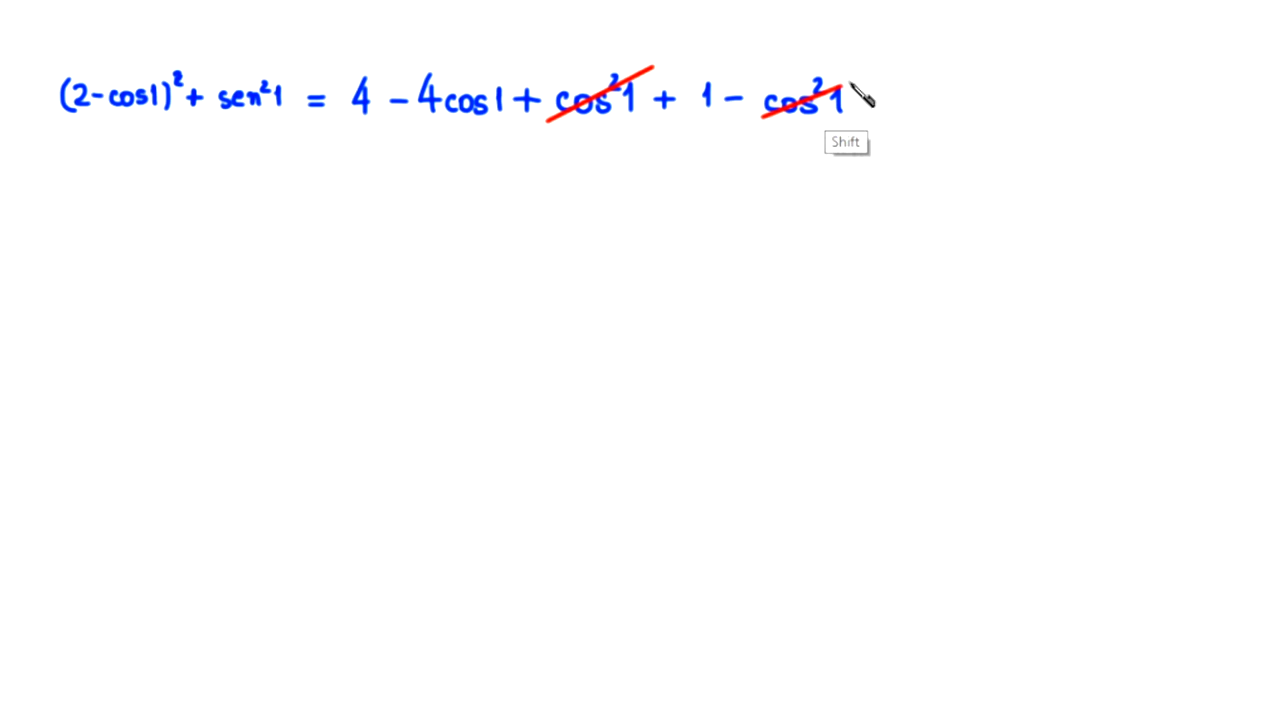 (2-cos1)² + sen²1 = 4 - 4cos1 + cos²1 + 1 - cos²1
Shift